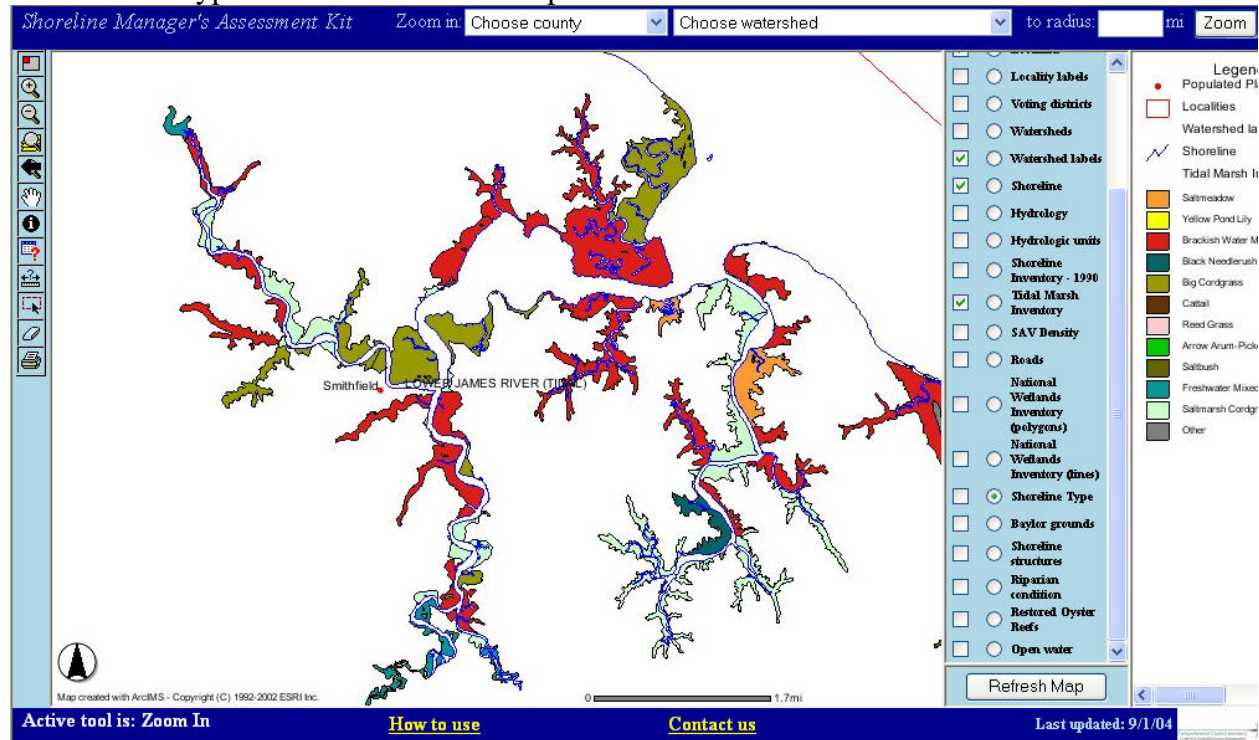 Shoreline Manager's Assessment Kit
Zoom in: Choose county
Choose watershed
to radius:
mi
Zoom
Locality labels
Voting districts
Watersheds
Watershed labels
Shoreline
Hydrology
Hydrologic units
Shoreline
Inventory - 1990
Tidal Marsh
Inventory
SAV Density
Roads
National
Wetlands
Inventory
(polygons)
National
Wetlands
Inventory (lines)
Shoreline Type
Baylor grounds
Shoreline
structures
Riparian
condition
Restored Oyster
Reefs
Open water
Refresh Map
Legen
Populated Pl
Localities
Watershed la
Shoreline
Tidal Marsh In
Saltmeadow
Yellow Pond Lily
Brackish Water M
Black Needlerush
Big Cordgrass
Cattail
Reed Grass
Arrow Arum-Picke
Saltbush
Freshwater Mixed
Saltmarsh Cordgr
Other
Smithfield
LOWER JAMES RIVER (TIDAL)
Map created with ArcIMS - Copyright (C) 1992-2002 ESRI Inc.
0
1.7mi
Active tool is: Zoom In
How to use
Contact us
Last updated: 9/1/04